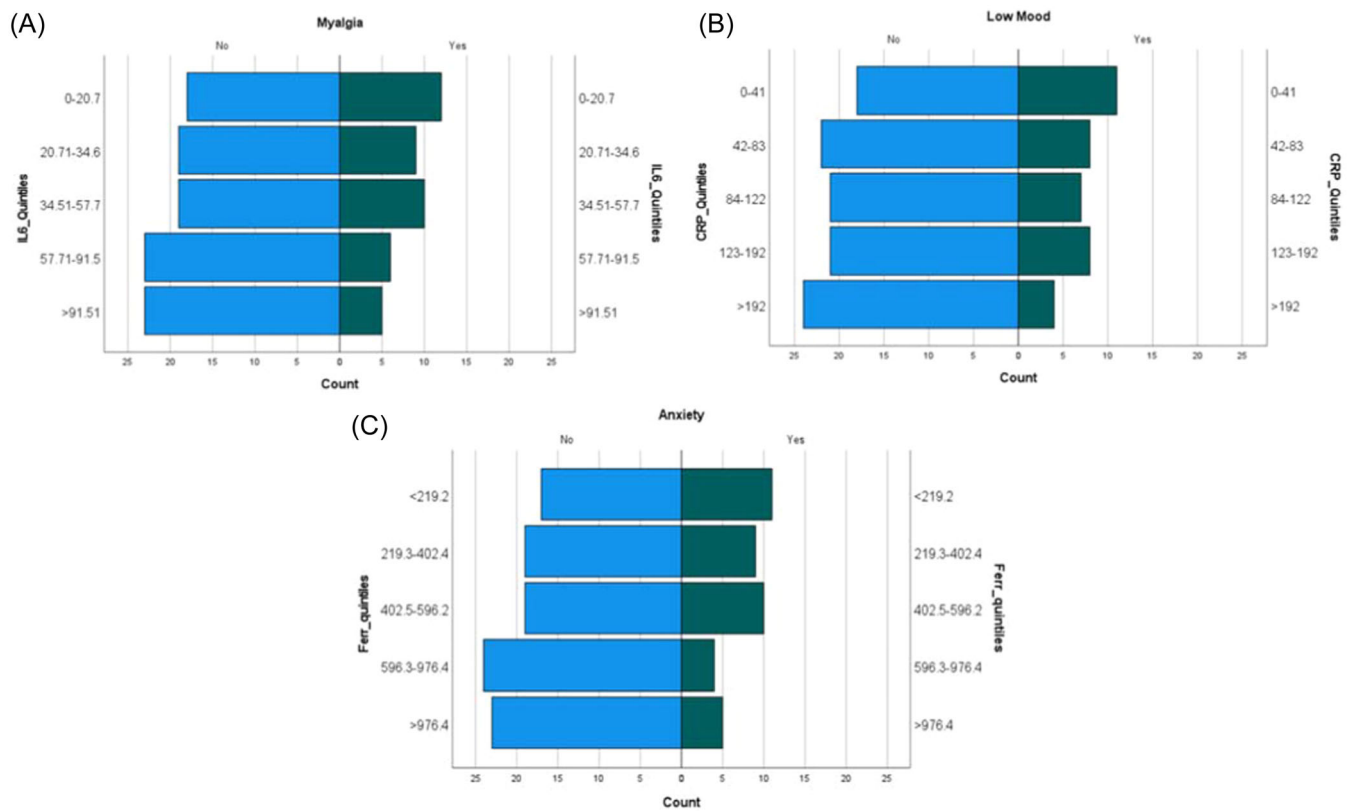 (A)
Myalgia
No Yes
IL6_Quintiles
0-20.7
20.71-34.6
34.51-57.7
57.71-91.5
>91.51
0-20.7
20.71-34.6
34.51-57.7
57.71-91.5
>91.51
IL6_Quintiles
25 20 15 10 5 0 5 10 15 20 25
Count
(B)
Low Mood
No Yes
CRP_Quintiles
0-41
42-83
84-122
123-192
>192
0-41
42-83
84-122
123-192
>192
CRP_Quintiles
25 20 15 10 5 0 5 10 15 20 25
Count
(C)
Anxiety
No Yes
Ferr_quintiles
<219.2
219.3-402.4
402.5-596.2
596.3-976.4
>976.4
<219.2
219.3-402.4
402.5-596.2
596.3-976.4
>976.4
Ferr_quintiles
25 20 15 10 5 0 5 10 15 20 25
Count